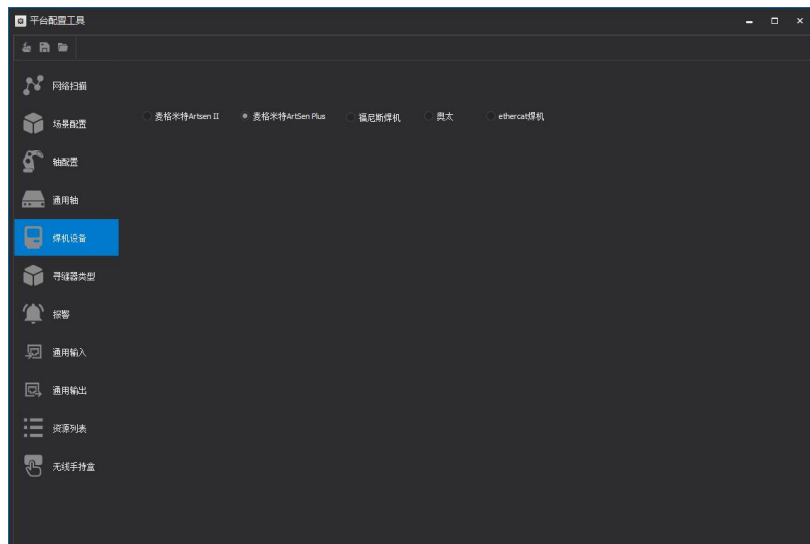 平台配置工具
网络扫描
场景配置
麦格米特Artsen II 麦格米特ArtSen Plus 福尼斯焊机 奥太 ethercat焊机
轴配置
通用轴
焊机设备
寻缝器类型
报警
通用输入
通用输出
资源列表
无线手持盒